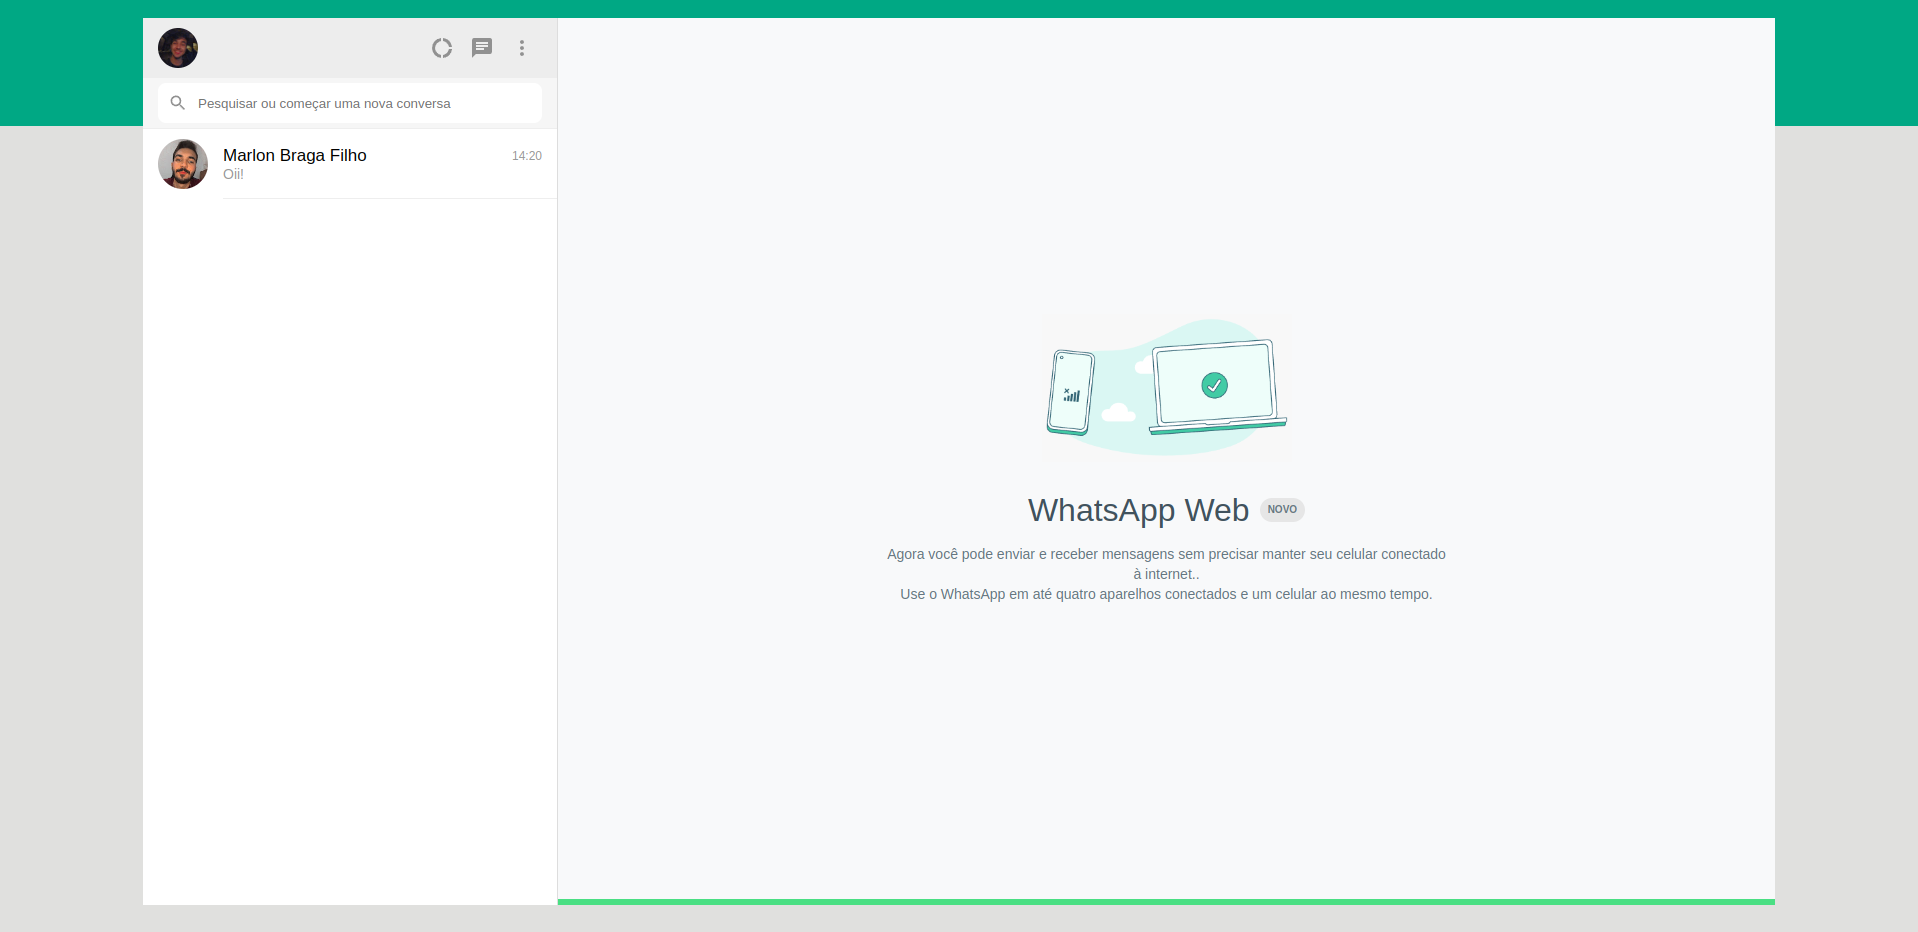 Pesquisar ou começar uma nova conversa
Marlon Braga Filho
14:20
Oii!
WhatsApp Web NOVO
Agora você pode enviar e receber mensagens sem precisar manter seu celular conectado
à internet..
Use o WhatsApp em até quatro aparelhos conectados e um celular ao mesmo tempo.